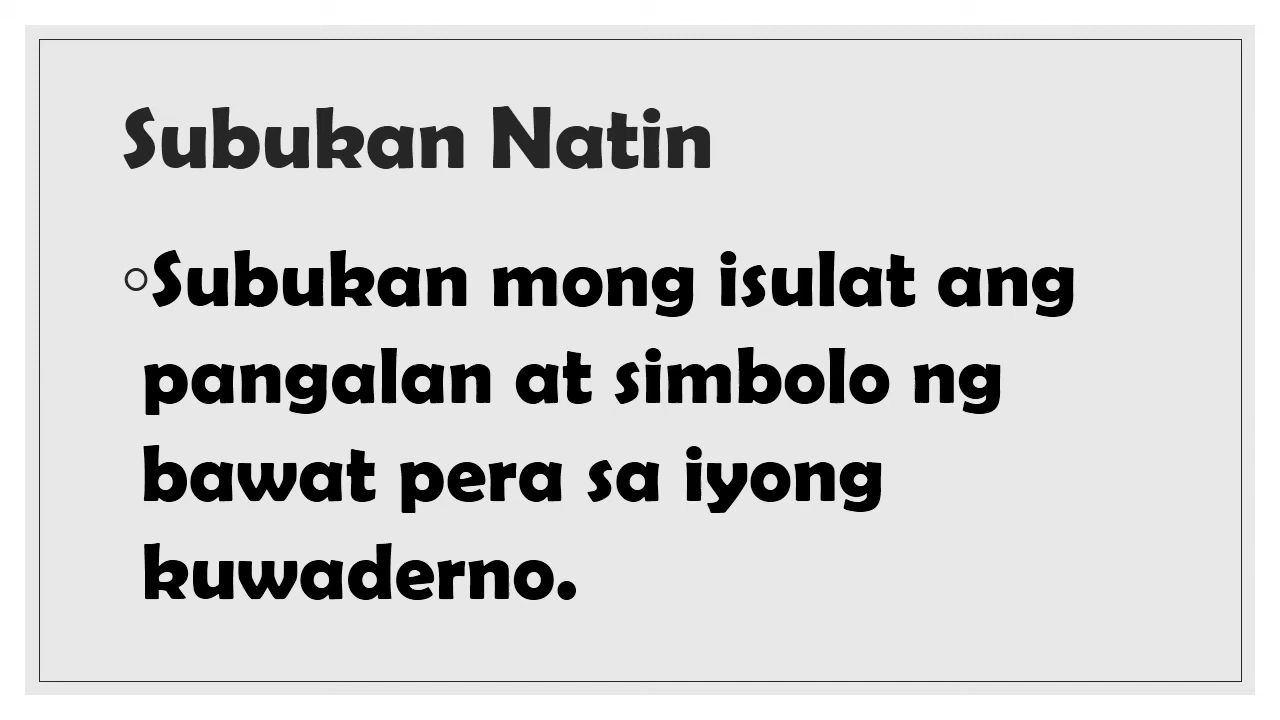 Subukan Natin
◦Subukan mong isulat ang
pangalan at simbolo ng
bawat pera sa iyong
kuwaderno.